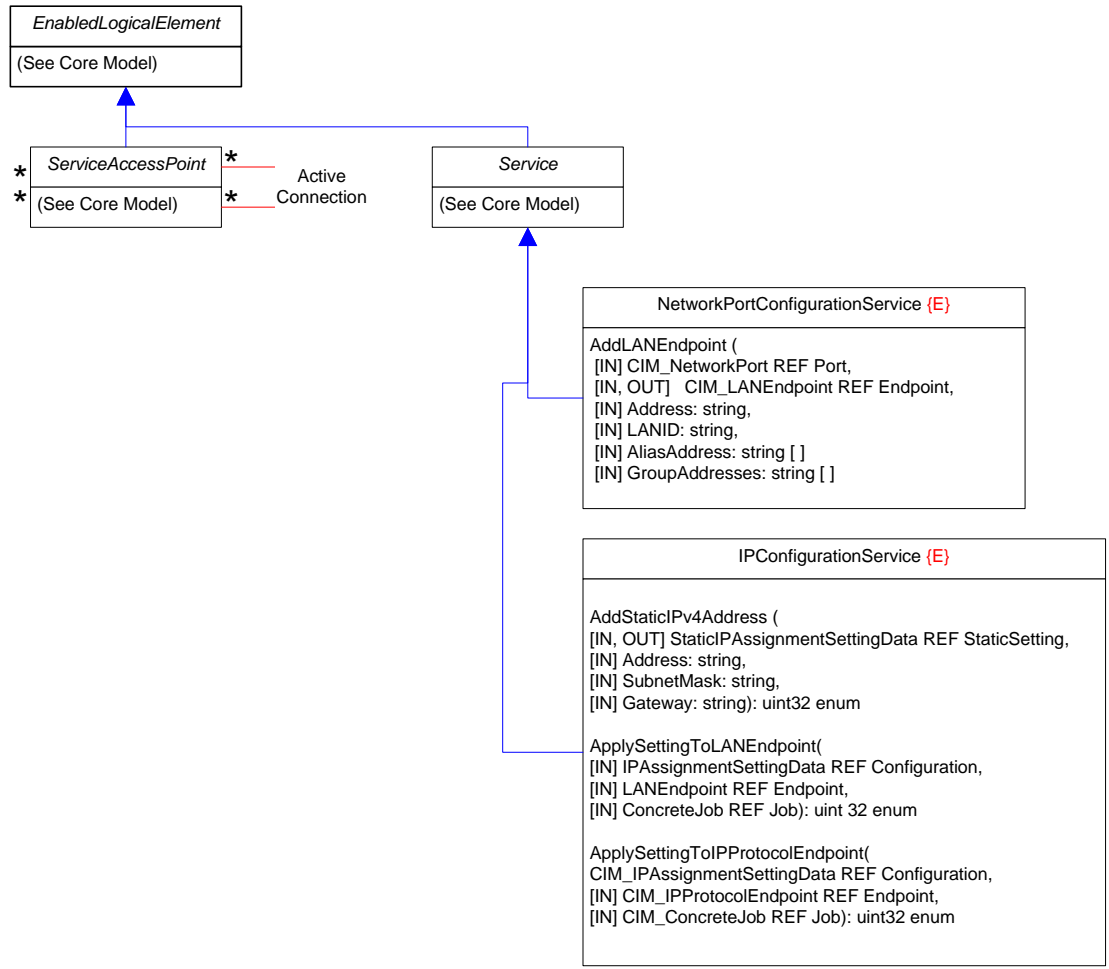 EnabledLogicalElement
(See Core Model)
* ServiceAccessPoint *
Active
Connection
* (See Core Model) *
Service
(See Core Model)
NetworkPortConfigurationService {E}
AddLANEndpoint (
[IN] CIM_NetworkPort REF Port,
[IN, OUT] CIM_LANEndpoint REF Endpoint,
[IN] Address: string,
[IN] LANID: string,
[IN] AliasAddress: string [ ]
[IN] GroupAddresses: string [ ]
IPConfigurationService {E}
AddStaticIPv4Address (
[IN, OUT] StaticIPAssignmentSettingData REF StaticSetting,
[IN] Address: string,
[IN] SubnetMask: string,
[IN] Gateway: string): uint32 enum
ApplySettingToLANEndpoint(
[IN] IPAssignmentSettingData REF Configuration,
[IN] LANEndpoint REF Endpoint,
[IN] ConcreteJob REF Job): uint 32 enum
ApplySettingToIPProtocolEndpoint(
CIM_IPAssignmentSettingData REF Configuration,
[IN] CIM_IPProtocolEndpoint REF Endpoint,
[IN] CIM_ConcreteJob REF Job): uint32 enum